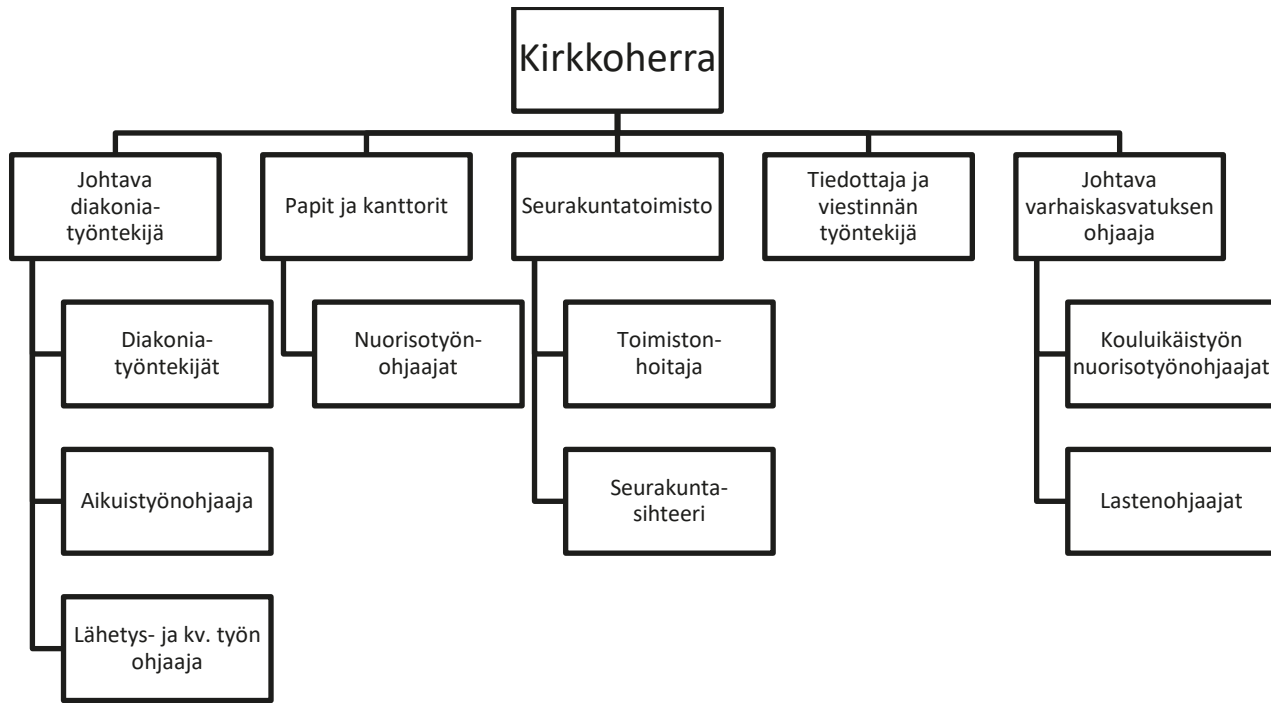 Kirkkoherra
Johtava
diakonia-
työntekijä
Papit ja kanttorit
Seurakuntatoimisto
Tiedottaja ja
viestinnän
työntekijä
Johtava
varhaiskasvatuksen
ohjaaja
Diakonia-
työntekijät
Nuorisotyön-
ohjaajat
Toimiston-
hoitaja
Kouluikäistyön
nuorisotyönohjaajat
Aikuistyönohjaaja
Seurakunta-
sihteeri
Lastenohjaajat
Lähetys- ja kv. työn
ohjaaja